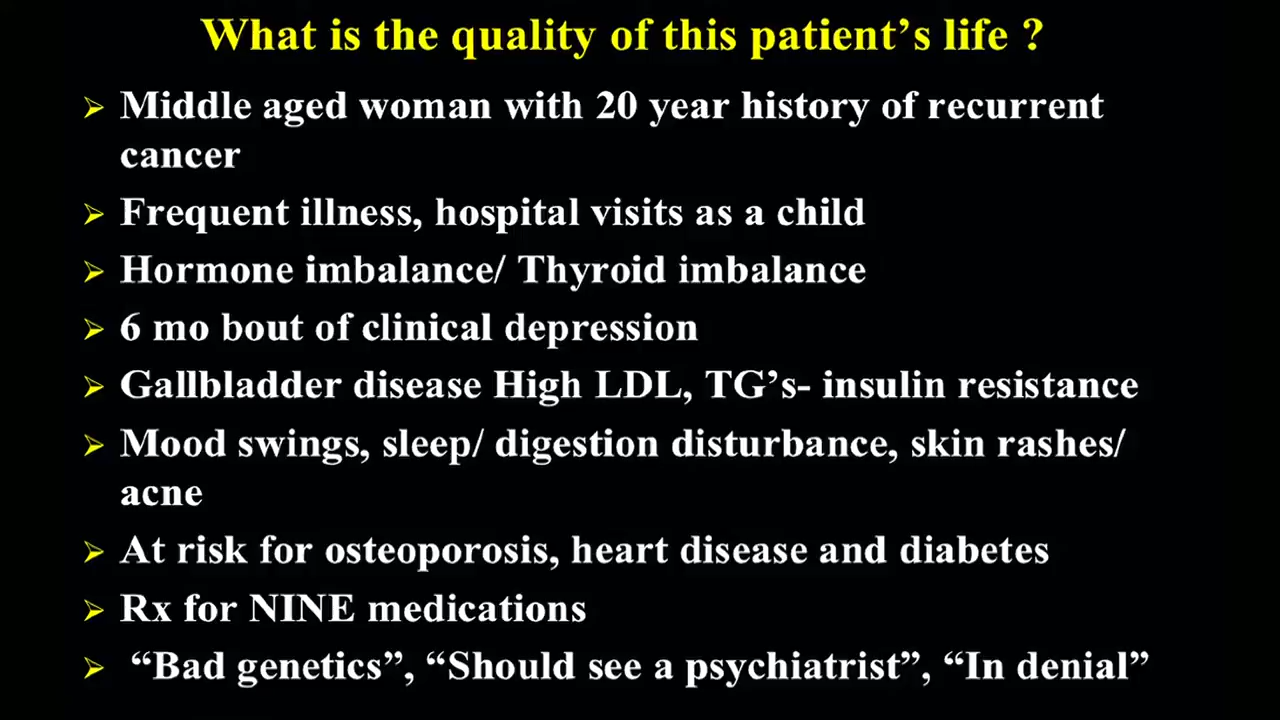 What is the quality of this patient’s life ?
➢ Middle aged woman with 20 year history of recurrent
cancer
➢ Frequent illness, hospital visits as a child
➢ Hormone imbalance/ Thyroid imbalance
➢ 6 mo bout of clinical depression
➢ Gallbladder disease High LDL, TG’s- insulin resistance
➢ Mood swings, sleep/ digestion disturbance, skin rashes/
acne
➢ At risk for osteoporosis, heart disease and diabetes
➢ Rx for NINE medications
➢ “Bad genetics”, “Should see a psychiatrist”, “In denial”